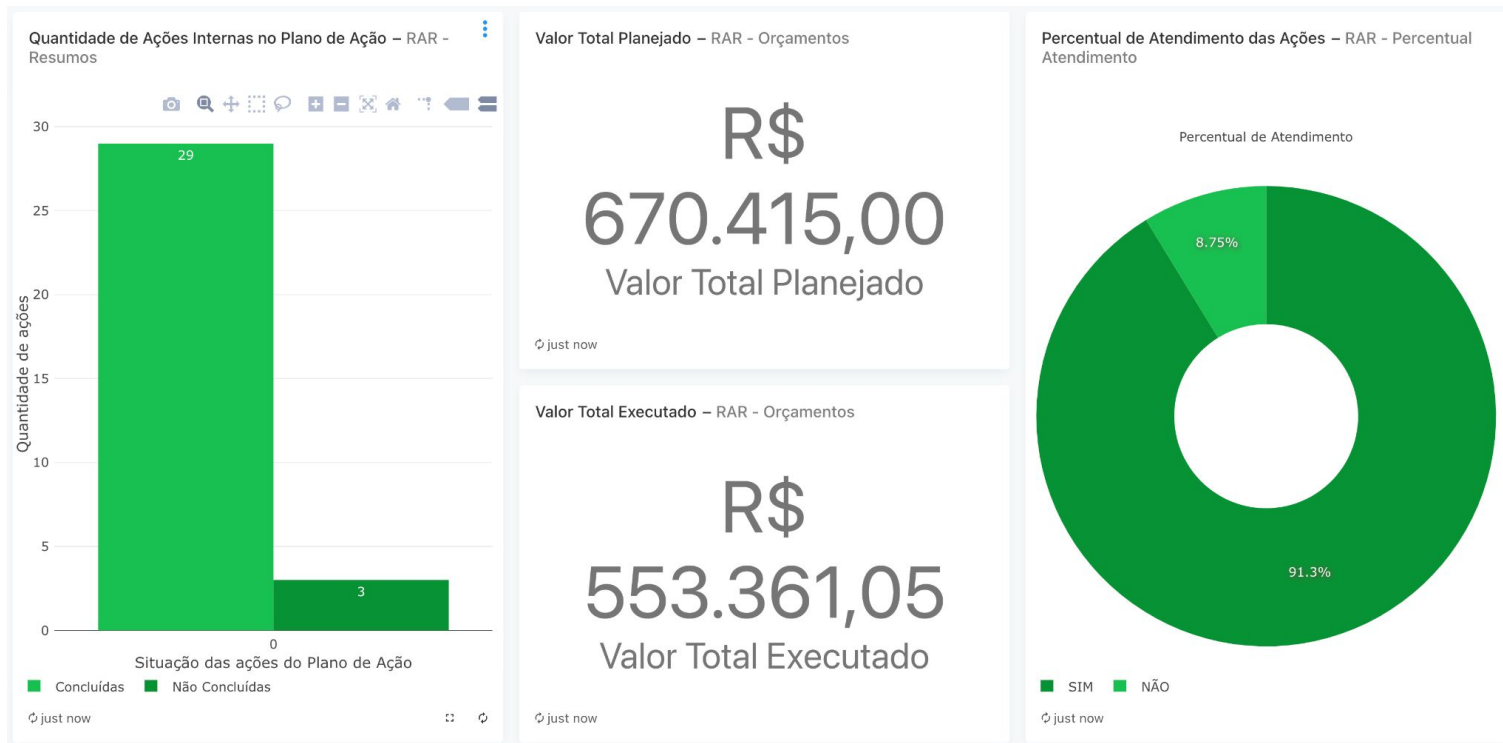 Quantidade de Ações Internas no Plano de Ação – RAR -
Resumos
30
25
20
15
10
5
0
Quantidade de ações
29
3
0
Situação das ações do Plano de Ação
Concluídas
Não Concluídas
just now
Valor Total Planejado – RAR - Orçamentos
R$
670.415,00
Valor Total Planejado
just now
Valor Total Executado – RAR - Orçamentos
R$
553.361,05
Valor Total Executado
just now
Percentual de Atendimento das Ações – RAR - Percentual
Atendimento
Percentual de Atendimento
8.75%
91.3%
SIM
NÃO
just now